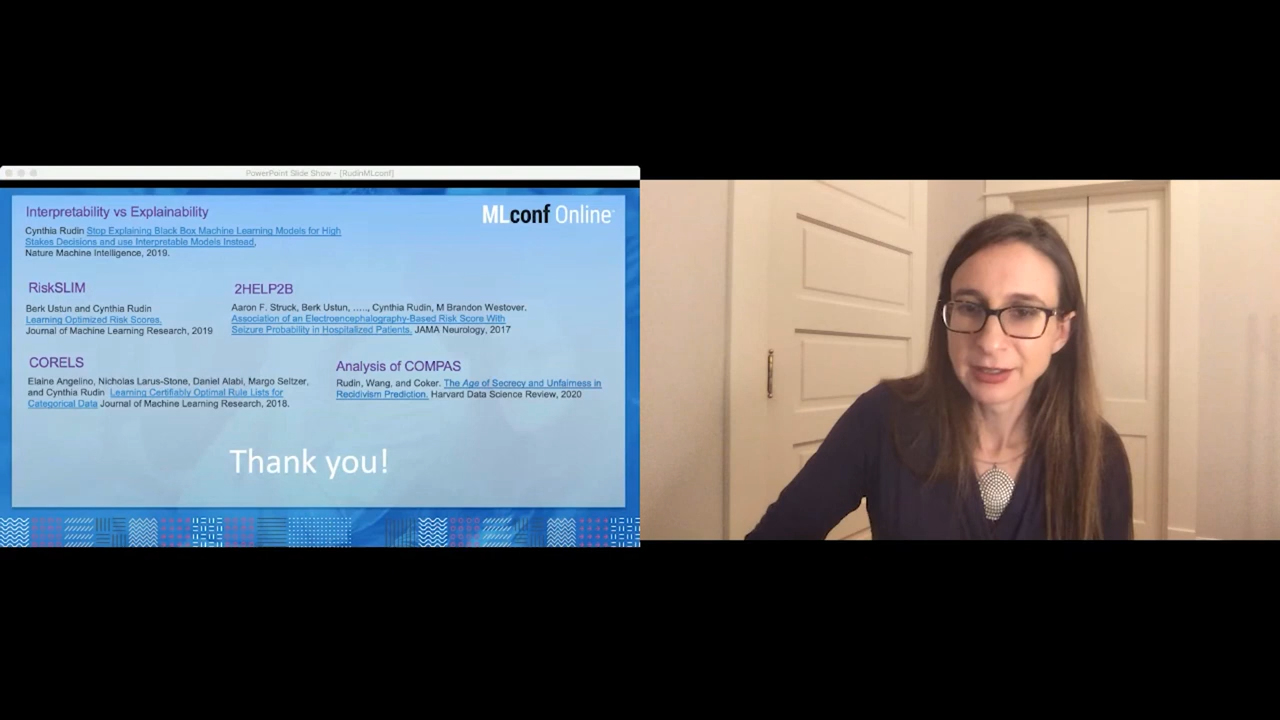 PowerPoint Slide Show - [RudinMLconf]
MLconf Online
Interpretability vs Explainability
Cynthia Rudin Stop Explaining Black Box Machine Learning Models for High
Stakes Decisions and use Interpretable Models Instead,
Nature Machine Intelligence, 2019.
RiskSLIM
Berk Ustun and Cynthia Rudin
Learning Optimized Risk Scores.
Journal of Machine Learning Research, 2019
2HELP2B
Aaron F. Struck, Berk Ustun, ....., Cynthia Rudin, M Brandon Westover.
Association of an Electroencephalography-Based Risk Score With
Seizure Probability in Hospitalized Patients. JAMA Neurology, 2017
CORELS
Elaine Angelino, Nicholas Larus-Stone, Daniel Alabi, Margo Seltzer,
and Cynthia Rudin Learning Certifiably Optimal Rule Lists for
Categorical Data Journal of Machine Learning Research, 2018.
Analysis of COMPAS
Rudin, Wang, and Coker. The Age of Secrecy and Unfairness in
Recidivism Prediction. Harvard Data Science Review, 2020
Thank you!